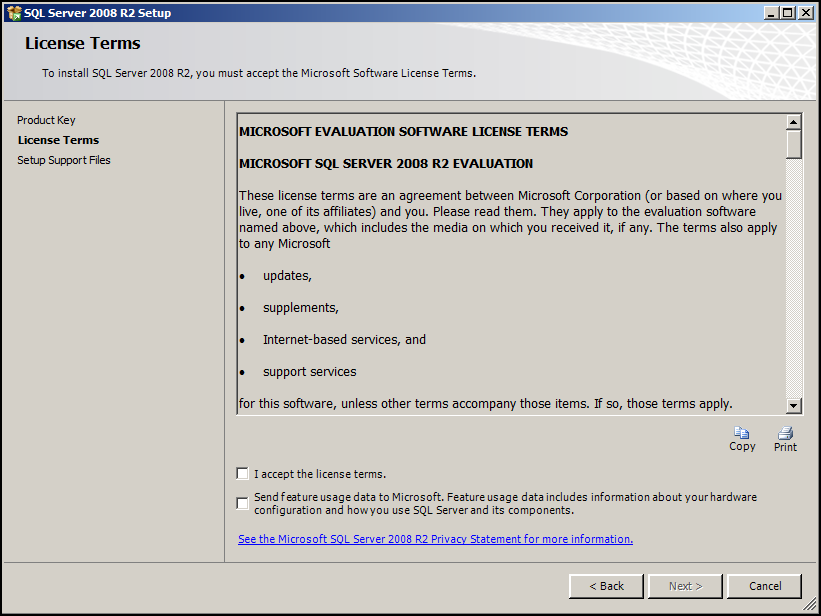 SQL Server 2008 R2 Setup
License Terms
To install SQL Server 2008 R2, you must accept the Microsoft Software License Terms.
Product Key
License Terms
Setup Support Files
MICROSOFT EVALUATION SOFTWARE LICENSE TERMS
MICROSOFT SQL SERVER 2008 R2 EVALUATION
These license terms are an agreement between Microsoft Corporation (or based on where you
live, one of its affiliates) and you. Please read them. They apply to the evaluation software
named above, which includes the media on which you received it, if any. The terms also apply
to any Microsoft
• updates,
• supplements,
• Internet-based services, and
• support services
for this software, unless other terms accompany those items. If so, those terms apply.
Copy Print
I accept the license terms.
Send feature usage data to Microsoft. Feature usage data includes information about your hardware
configuration and how you use SQL Server and its components.
See the Microsoft SQL Server 2008 R2 Privacy Statement for more information.
< Back Next > Cancel